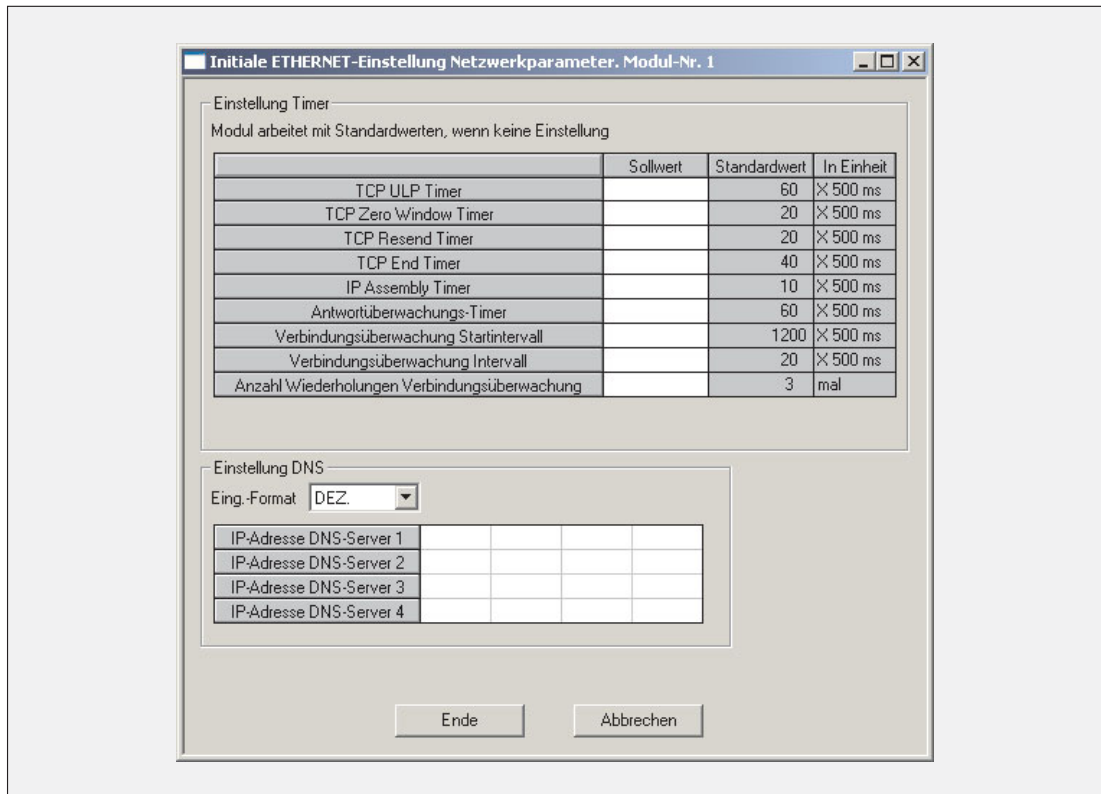 Initiale ETHERNET-Einstellung Netzwerkparameter. Modul-Nr. 1
Einstellung Timer
Modul arbeitet mit Standardwerten, wenn keine Einstellung
Sollwert Standardwert In Einheit
TCP ULP Timer 60 X 500 ms
TCP Zero Window Timer 20 X 500 ms
TCP Resend Timer 20 X 500 ms
TCP End Timer 40 X 500 ms
IP Assembly Timer 10 X 500 ms
Antwortüberwachungs-Timer 60 X 500 ms
Verbindungsüberwachung Startintervall 1200 X 500 ms
Verbindungsüberwachung Intervall 20 X 500 ms
Anzahl Wiederholungen Verbindungsüberwachung 3 mal
Einstellung DNS
Eing.-Format DEZ.
IP-Adresse DNS-Server 1
IP-Adresse DNS-Server 2
IP-Adresse DNS-Server 3
IP-Adresse DNS-Server 4
Ende Abbrechen